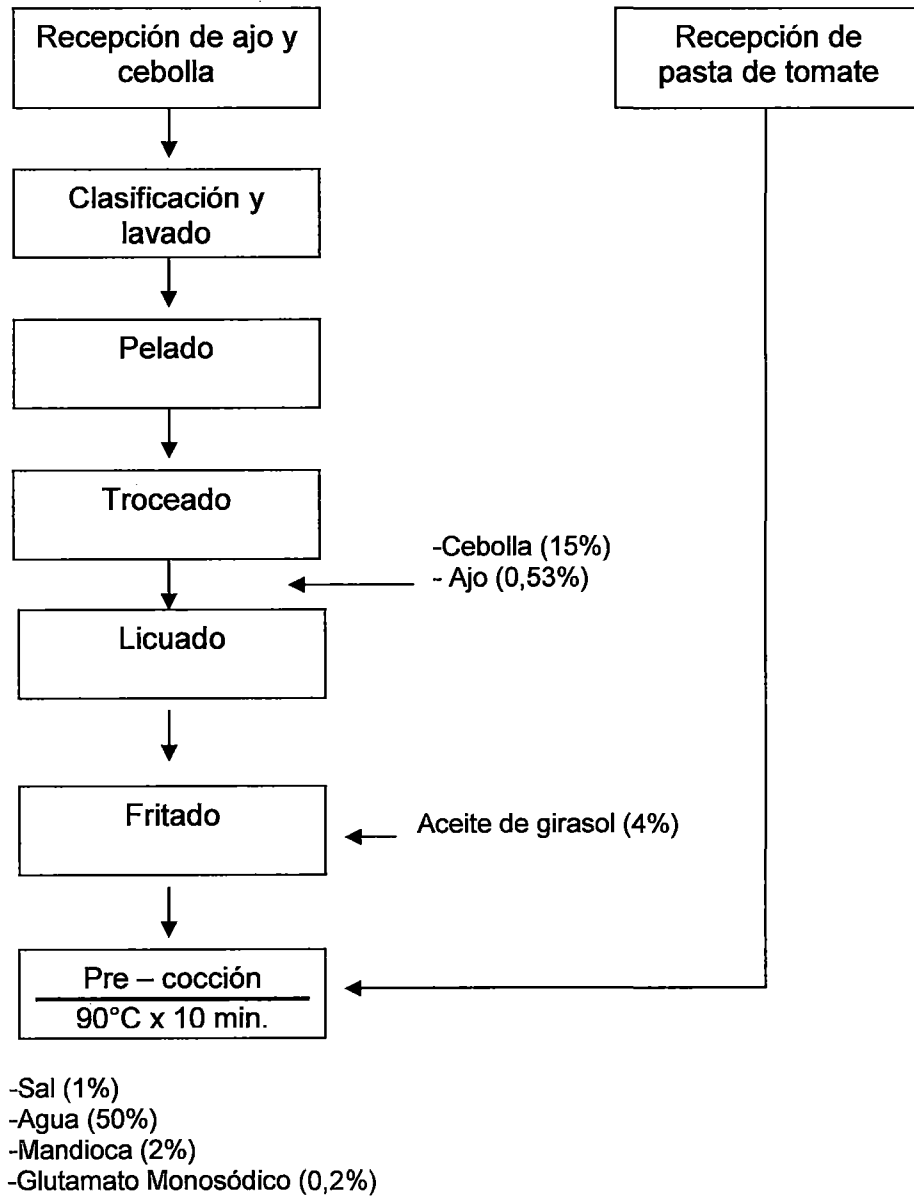 Recepción de ajo y
cebolla
Recepción de
pasta de tomate
Clasificación y
lavado
Pelado
Troceado
-Cebolla (15%)
- Ajo (0,53%)
Licuado
Fritado
Aceite de girasol (4%)
Pre – cocción
90°C x 10 min.
-Sal (1%)
-Agua (50%)
-Mandioca (2%)
-Glutamato Monosódico (0,2%)